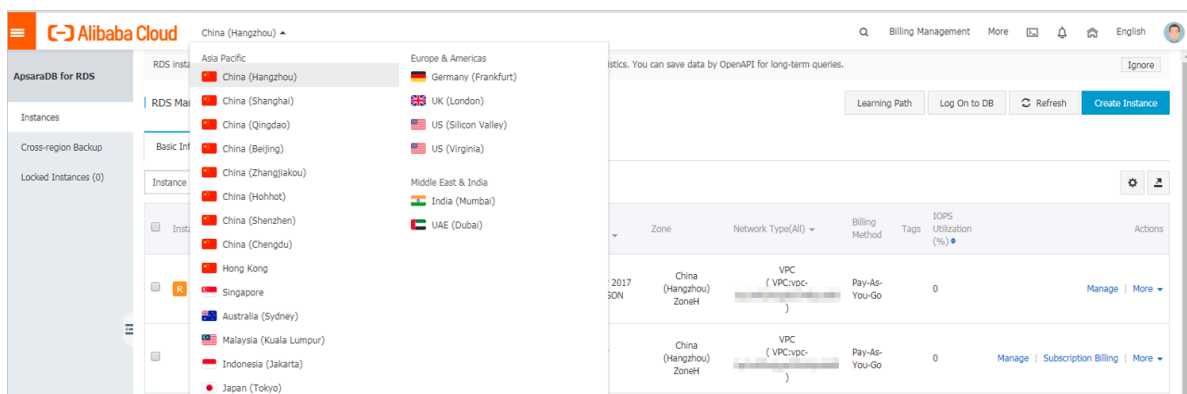 Alibaba Cloud
China (Hangzhou)
Billing Management More English
ApsaraDB for RDS
Instances
Cross-region Backup
Locked Instances (0)
RDS insta
istics. You can save data by OpenAPI for long-term queries.
Ignore
RDS Mar
Learning Path Log On to DB Refresh Create Instance
Basic Inf
Instance
Asia Pacific
China (Hangzhou)
China (Shanghai)
China (Qingdao)
China (Beijing)
China (Zhangjiakou)
China (Hohhot)
China (Shenzhen)
China (Chengdu)
Hong Kong
Singapore
Australia (Sydney)
Malaysia (Kuala Lumpur)
Indonesia (Jakarta)
Japan (Tokyo)
Europe & Americas
Germany (Frankfurt)
UK (London)
US (Silicon Valley)
US (Virginia)
Middle East & India
India (Mumbai)
UAE (Dubai)
Insta
Zone
Network Type(All)
Billing
Method
Tags
IOPS
Utilization
(%)
Actions
R
2017
SON
China
(Hangzhou)
ZoneH
VPC
( VPC:vpc-
)
Pay-As-
You-Go
0
Manage | More
China
(Hangzhou)
ZoneH
VPC
( VPC:vpc-
)
Pay-As-
You-Go
0
Manage | Subscription Billing | More